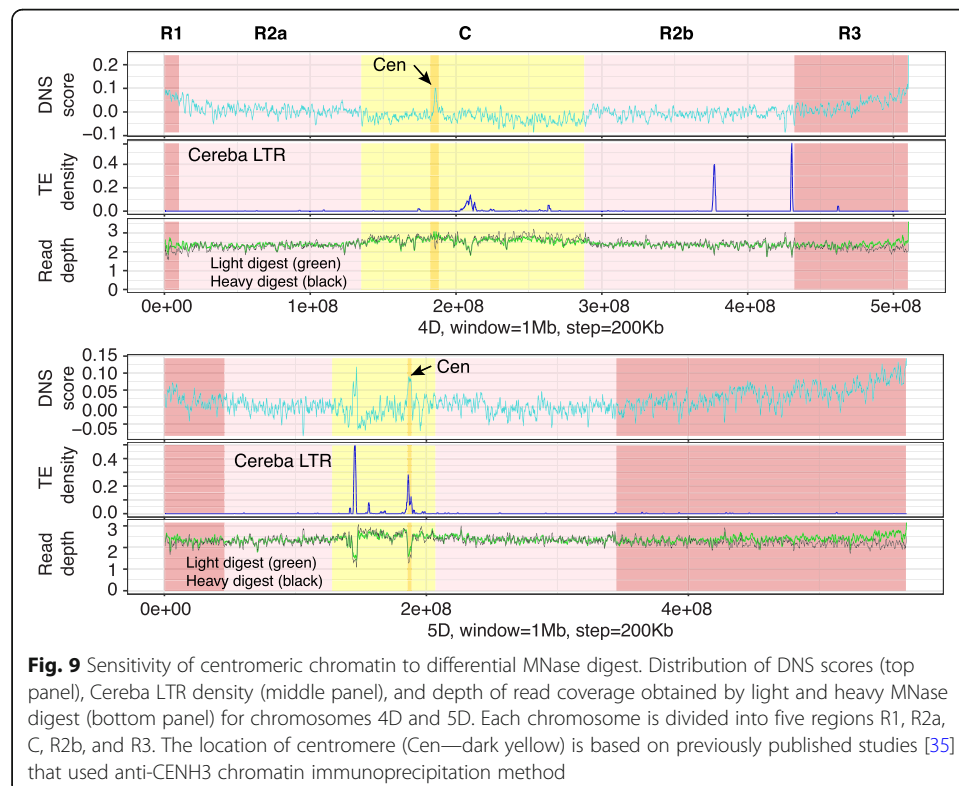 R1 R2a C R2b R3
DNS score
0.2
0.1
0.0
−0.1
Cen
TE density
0.4
0.2
0.0
Cereba LTR
Read depth
3
2
1
0
Light digest (green)
Heavy digest (black)
0e+00 1e+08 2e+08 3e+08 4e+08 5e+08
4D, window=1Mb, step=200Kb
DNS score
0.15
0.10
0.05
0.00
−0.05
Cen
TE density
0.4
0.2
0.0
Cereba LTR
Read depth
3
2
1
0
Light digest (green)
Heavy digest (black)
0e+00 2e+08 4e+08
5D, window=1Mb, step=200Kb
Fig. 9 Sensitivity of centromeric chromatin to differential MNase digest. Distribution of DNS scores (top
panel), Cereba LTR density (middle panel), and depth of read coverage obtained by light and heavy MNase
digest (bottom panel) for chromosomes 4D and 5D. Each chromosome is divided into five regions R1, R2a,
C, R2b, and R3. The location of centromere (Cen—dark yellow) is based on previously published studies [35]
that used anti-CENH3 chromatin immunoprecipitation method